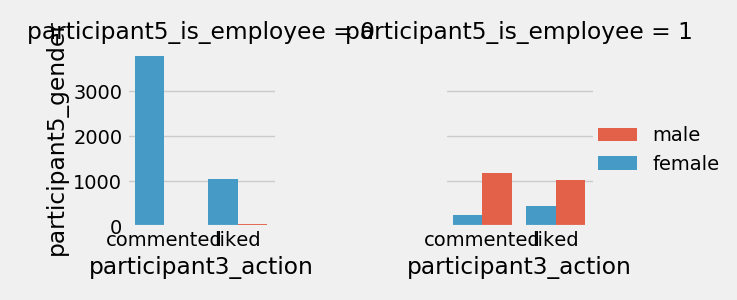 participant5_is_employee = 0
participant5_is_employee = 1
participant5_gender
3000
2000
1000
0
commented
liked
commented
liked
participant3_action
participant3_action
male
female